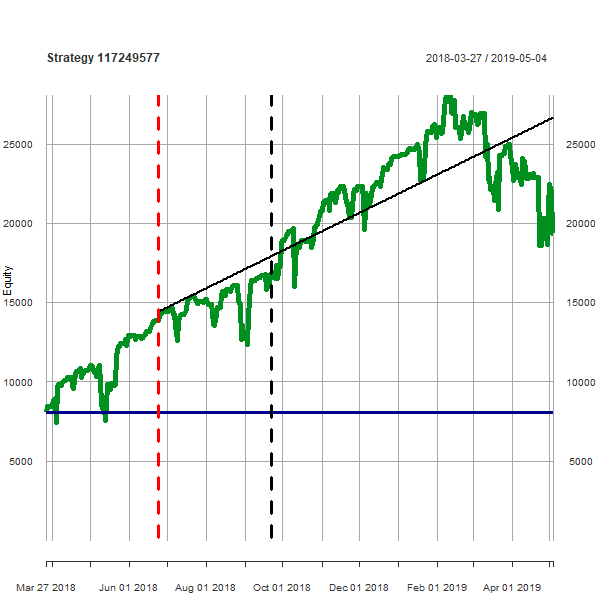 Strategy 117249577
2018-03-27 / 2019-05-04
25000
25000
20000
20000
Equity
15000
15000
10000
10000
5000
5000
Mar 27 2018
Jun 01 2018
Aug 01 2018
Oct 01 2018
Dec 01 2018
Feb 01 2019
Apr 01 2019